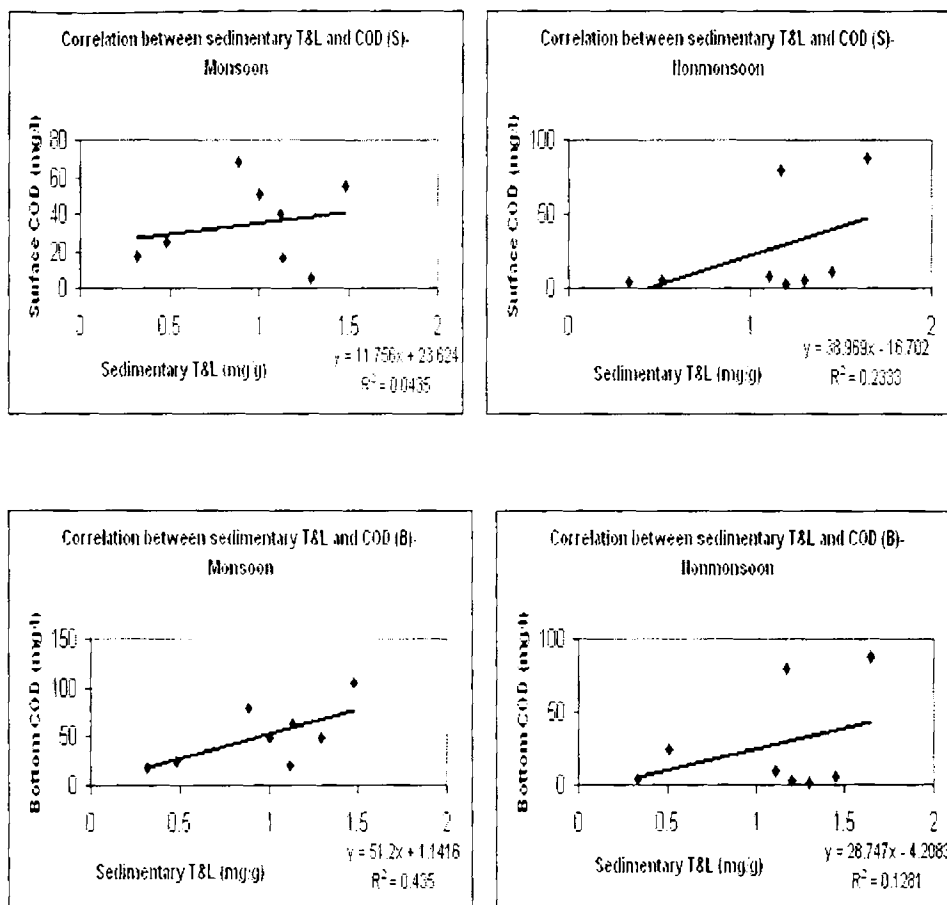 Correlation between sedimentary T&L and COD (S)-
Monsoon
Surface COD (mg/l)
80
60
40
20
0
0
0.5
1
1.5
2
Sedimentary T&L (mg/g)
y = 11.756x + 23.624
R² = 0.0435
Correlation between sedimentary T&L and COD (S)-
Nonmonsoon
Surface COD (mg/l)
100
50
0
0
1
2
Sedimentary T&L (mg/g)
y = 38.969x - 16.702
R² = 0.2333
Correlation between sedimentary T&L and COD (B)-
Monsoon
Bottom COD (mg/l)
150
100
50
0
0
0.5
1
1.5
2
Sedimentary T&L (mg/g)
y = 51.2x + 1.1416
R² = 0.435
Correlation between sedimentary T&L and COD (B)-
Nonmonsoon
Bottom COD (mg/l)
100
50
0
0
0.5
1
1.5
2
Sedimentary T&L (mg/g)
y = 28.747x - 4.2083
R² = 0.1281